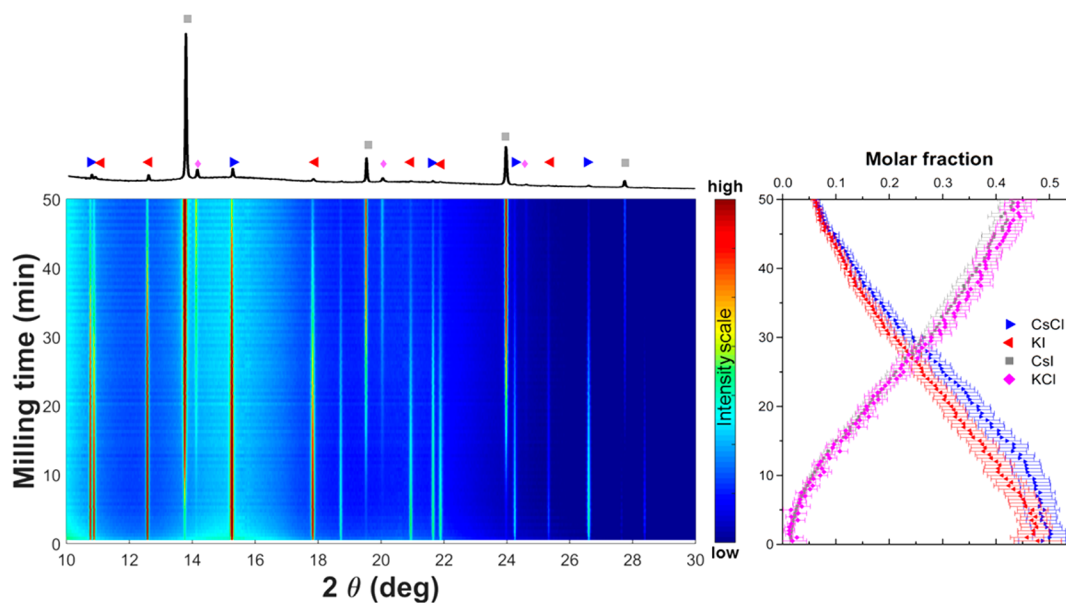 high
50
40
30
20
10
0
Milling time (min)
10 12 14 16 18 20 22 24 26 28 30
2 θ (deg)
Intensity scale
low
Molar fraction
0.0 0.1 0.2 0.3 0.4 0.5
50
40
30
20
10
0
CsCl
KI
CsI
KCl